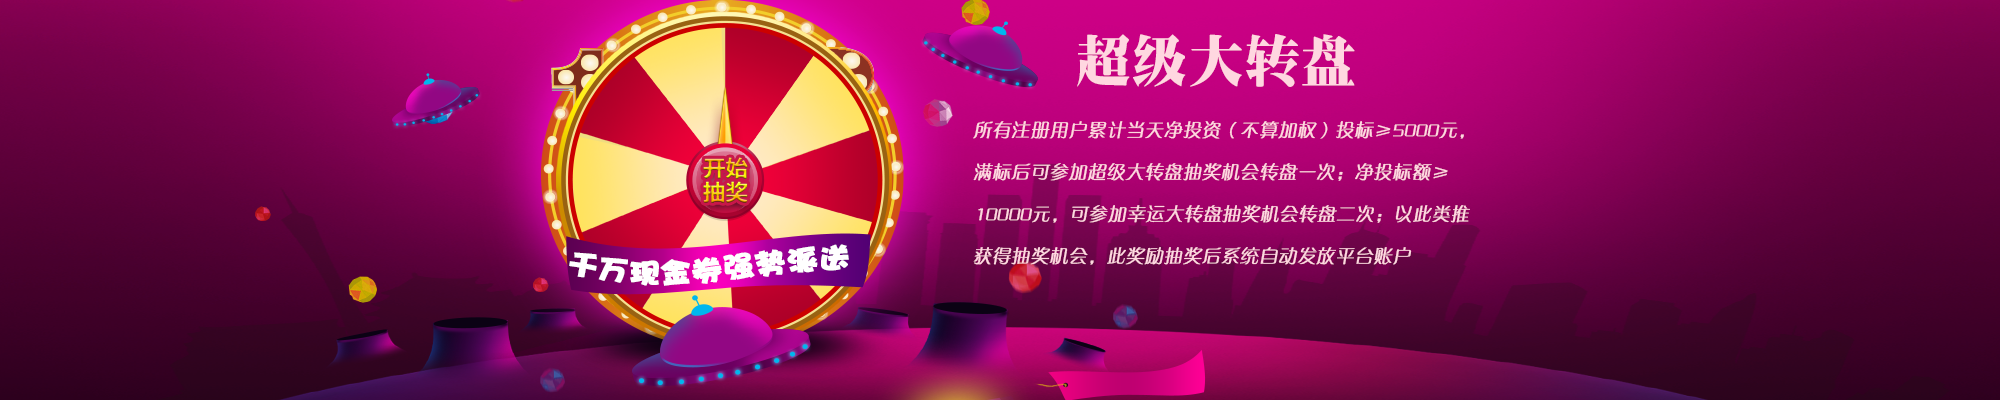 超级大转盘
所有注册用户累计当天净投资（不算加权）投标≥5000元，
满标后可参加超级大转盘抽奖机会转盘一次；净投标额≥
10000元，可参加幸运大转盘抽奖机会转盘二次；以此类推
获得抽奖机会，此奖励抽奖后系统自动发放平台账户
开始
抽奖
千万现金券强势派送